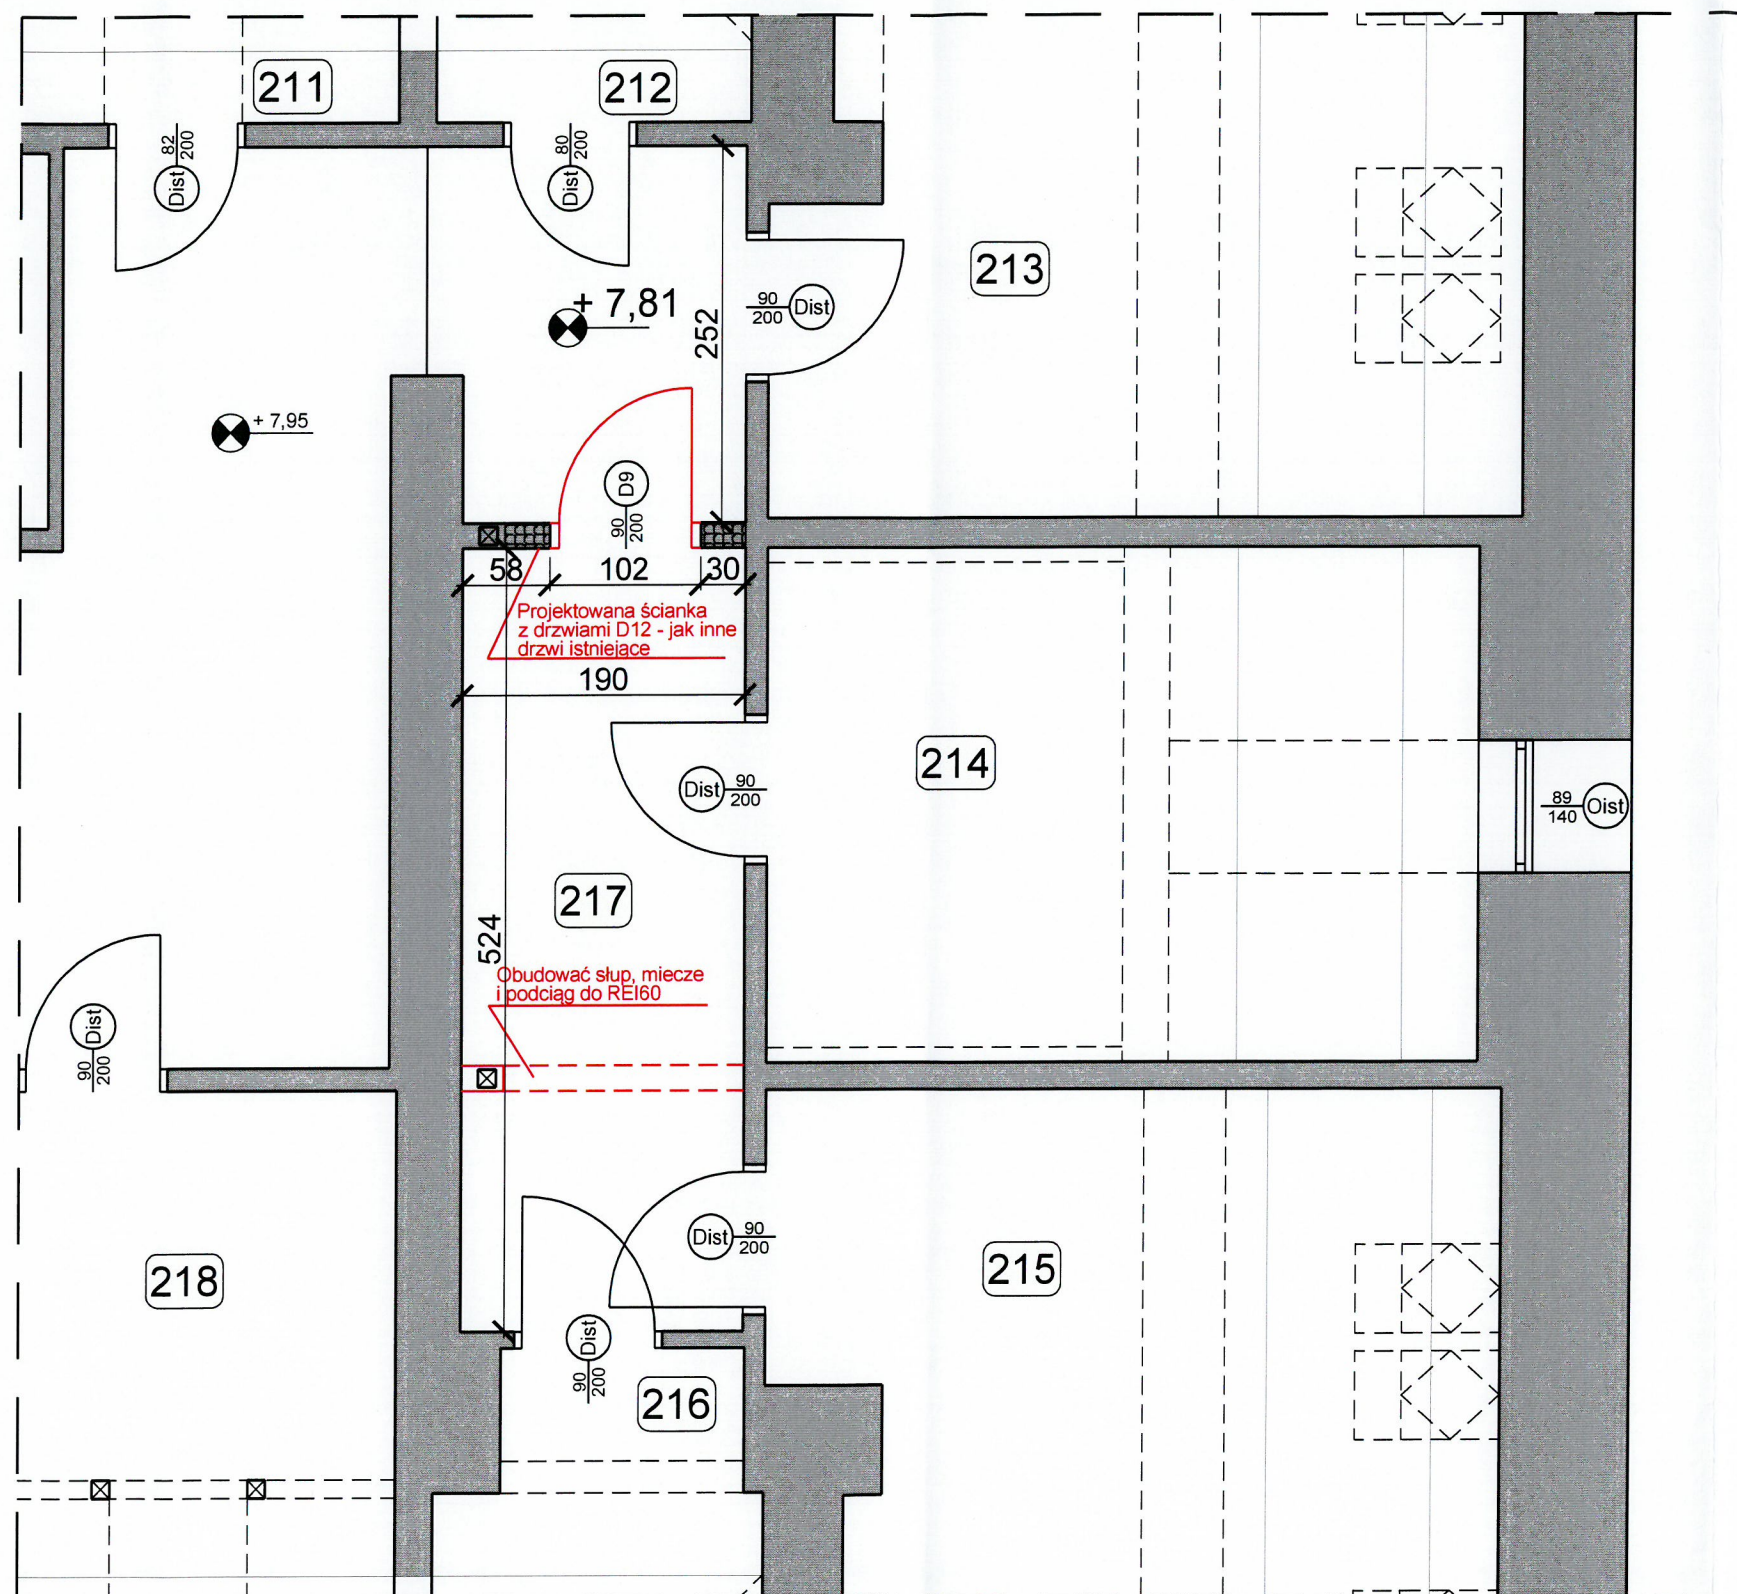 211
212
82
200
Dist
80
200
Dist
213
+ 7,81
90
200
Dist
252
+ 7,95
D9
90
200
58
102
30
Projektowana ścianka
z drzwiami D12 - jak inne
drzwi istniejące
190
214
Dist
90
200
89
140
Oist
217
524
Obudować słup, miecze
i podciąg do REI60
Dist
90
200
Dist
90
200
215
218
Dist
90
200
216